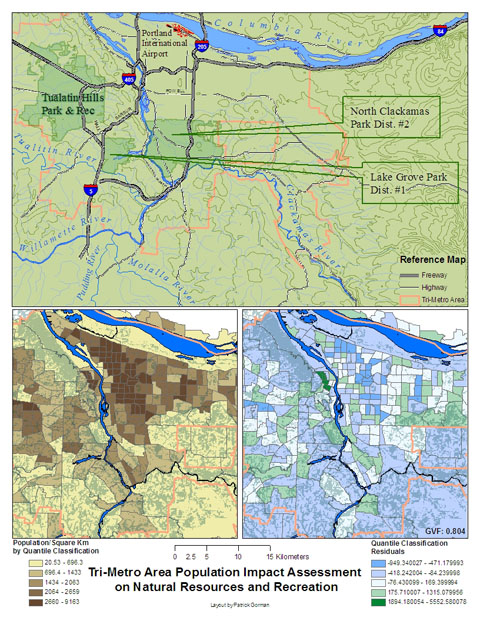 Columbia River
84
Portland
International
Airport
205
405
Tualatin Hills
Park & Rec
North Clackamas
Park Dist. #2
Tualitin River
Lake Grove Park
Dist. #1
5
Willamette River
Clackamas River
Pudding River
Molalla River
Reference Map
Freeway
Highway
Tri-Metro Area
GVF: 0.804
Population/Square Km
by Quantile Classification
20.53 - 696.3
696.4 - 1433
1434 - 2063
2064 - 2659
2660 - 9163
0 2.5 5 10 15 Kilometers
Quantile Classification
Residuals
-949.340027 - -471.179993
-418.242004 - -84.239998
-76.430099 - 169.399994
175.710007 - 1315.079956
1894.180054 - 5552.580078
Tri-Metro Area Population Impact Assessment
on Natural Resources and Recreation
Layout by Patrick Gorman